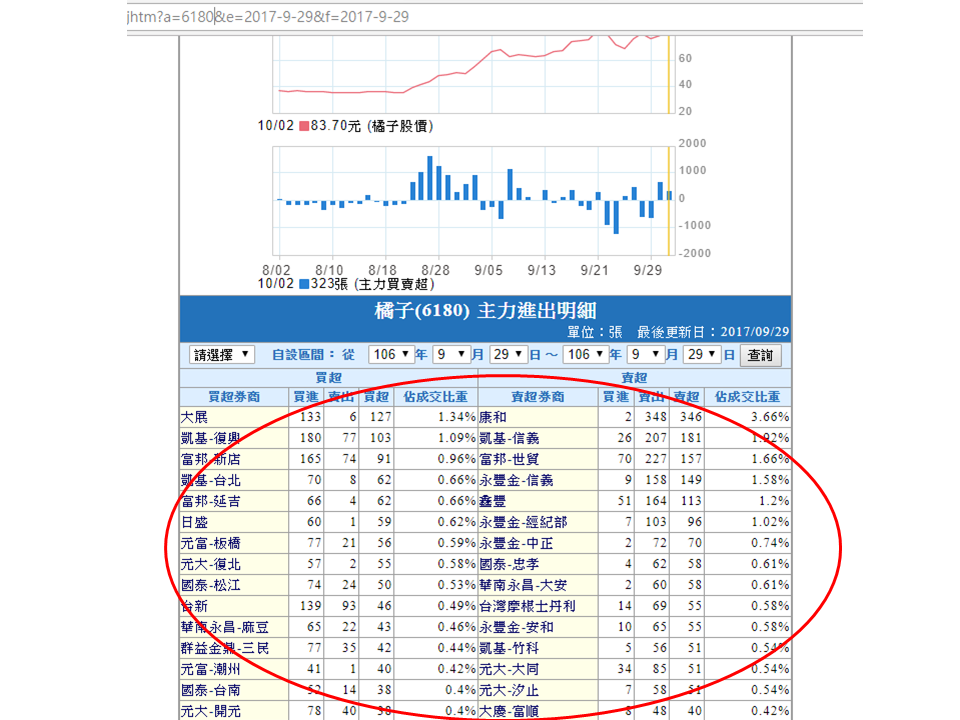 jhtm?a=6180&e=2017-9-29&f=2017-9-29
60
40
20
10/02 83.70元 (橘子股價)
2000
1000
0
-1000
-2000
8/02 8/10 8/18 8/28 9/05 9/13 9/21 9/29
10/02 323張 (主力買賣超)
橘子(6180) 主力進出明細
單位：張 最後更新日：2017/09/29
請選擇 自設區間：從 106 年 9 月 29 日 ~ 106 年 9 月 29 日 查詢
買超 賣超
買超券商 買進 賣出 買超 佔成交比重 賣超券商 買進 賣出 賣超 佔成交比重
大展 133 6 127 1.34% 康和 2 348 346 3.66%
凱基-復興 180 77 103 1.09% 凱基-信義 26 207 181 1.92%
富邦-新店 165 74 91 0.96% 富邦-世貿 70 227 157 1.66%
凱基-台北 70 8 62 0.66% 永豐金-信義 9 158 149 1.58%
富邦-延吉 66 4 62 0.66% 鑫豐 51 164 113 1.2%
日盛 60 1 59 0.62% 永豐金-經紀部 7 103 96 1.02%
元富-板橋 77 21 56 0.59% 永豐金-中正 2 72 70 0.74%
元大-復北 57 2 55 0.58% 國泰-忠孝 4 62 58 0.61%
國泰-松江 74 24 50 0.53% 華南永昌-大安 2 60 58 0.61%
台新 139 93 46 0.49% 台灣摩根士丹利 14 69 55 0.58%
華南永昌-麻豆 65 22 43 0.46% 永豐金-安和 10 65 55 0.58%
群益金鼎-三民 77 35 42 0.44% 凱基-竹科 5 56 51 0.54%
元富-潮州 41 1 40 0.42% 元大-大同 34 85 51 0.54%
國泰-台南 52 14 38 0.4% 元大-汐止 7 58 51 0.54%
元大-開元 78 40 38 0.4% 大慶-富順 8 48 40 0.42%